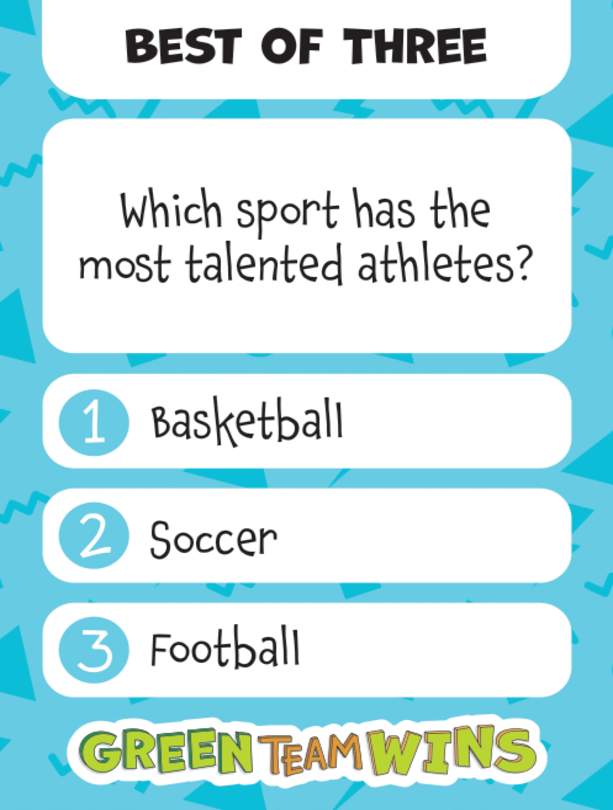 BEST OF THREE
Which sport has the
most talented athletes?
1 Basketball
2 Soccer
3 Football
GREEN TEAM WINS